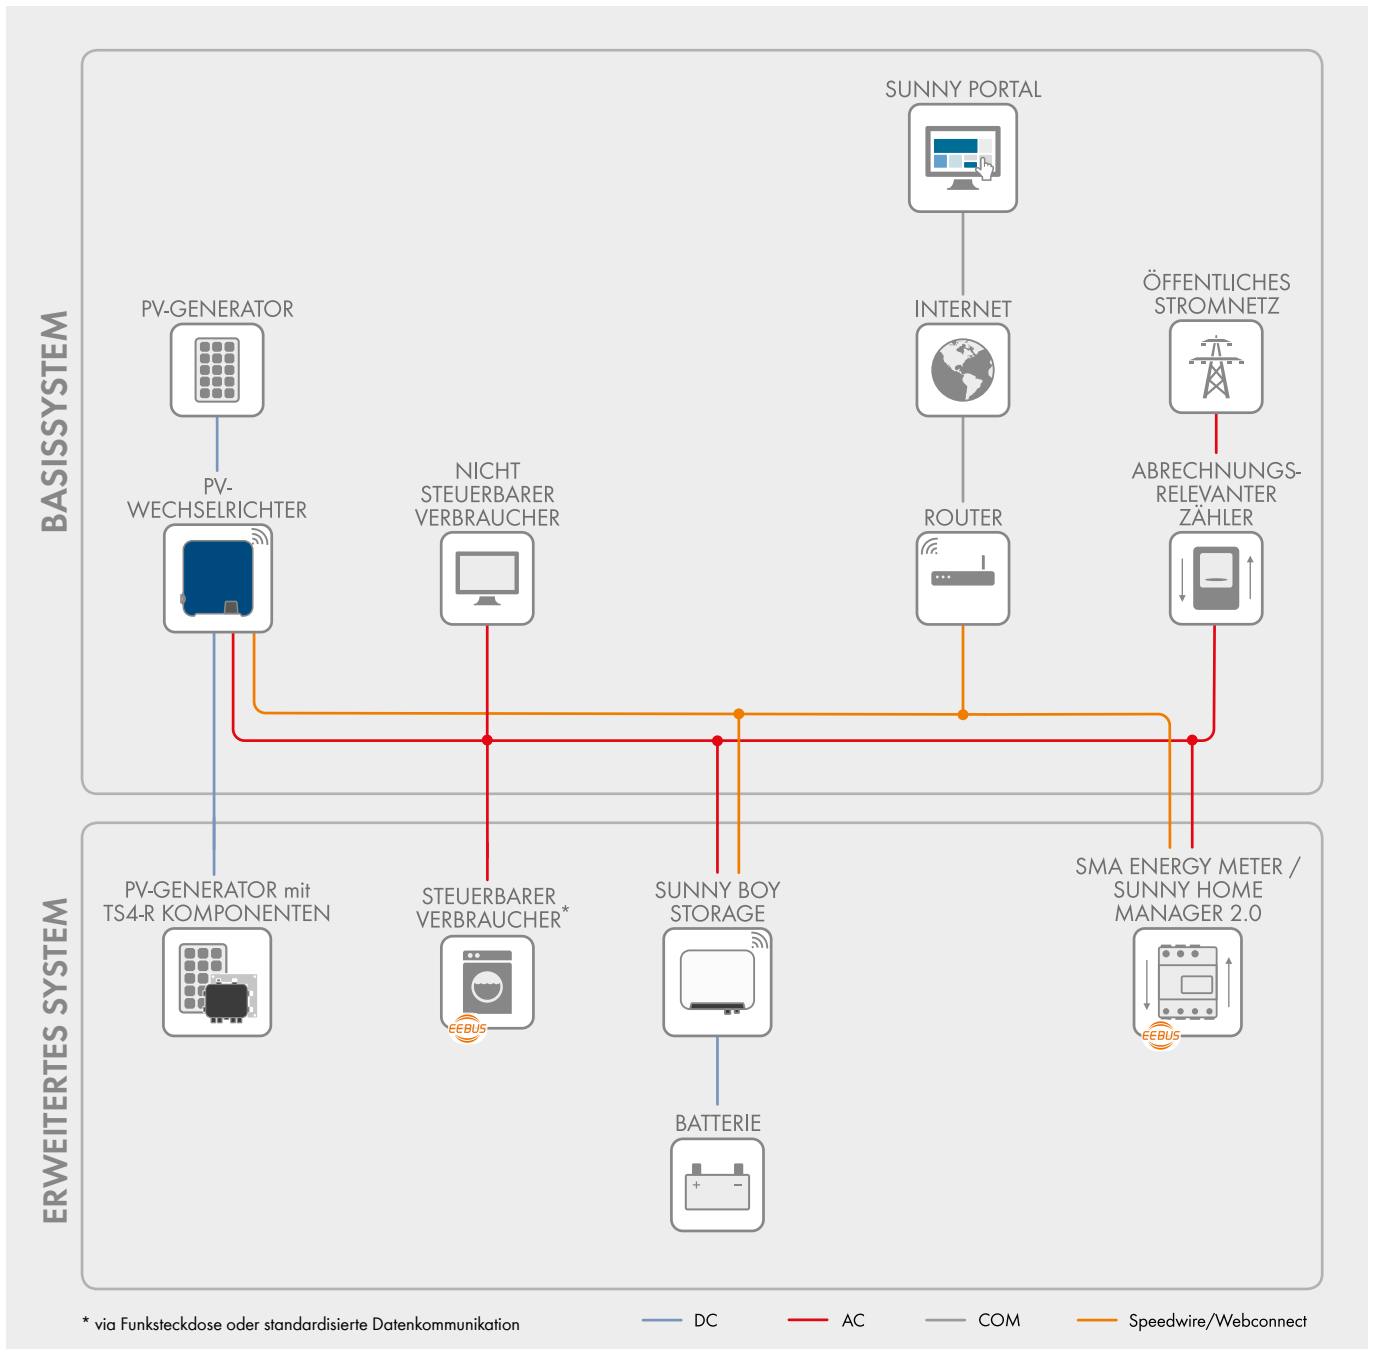 BASISSYSTEM
SUNNY PORTAL
PV-GENERATOR
INTERNET
ÖFFENTLICHES
STROMNETZ
PV-
WECHSELRICHTER
NICHT
STEUERBARER
VERBRAUCHER
ROUTER
ABRECHNUNGS-
RELEVANTER
ZÄHLER
ERWEITERTES SYSTEM
PV-GENERATOR mit
TS4-R KOMPONENTEN
STEUERBARER
VERBRAUCHER*
EEBUS
SUNNY BOY
STORAGE
SMA ENERGY METER /
SUNNY HOME
MANAGER 2.0
EEBUS
BATTERIE
+ −
* via Funksteckdose oder standardisierte Datenkommunikation
DC
AC
COM
Speedwire/Webconnect